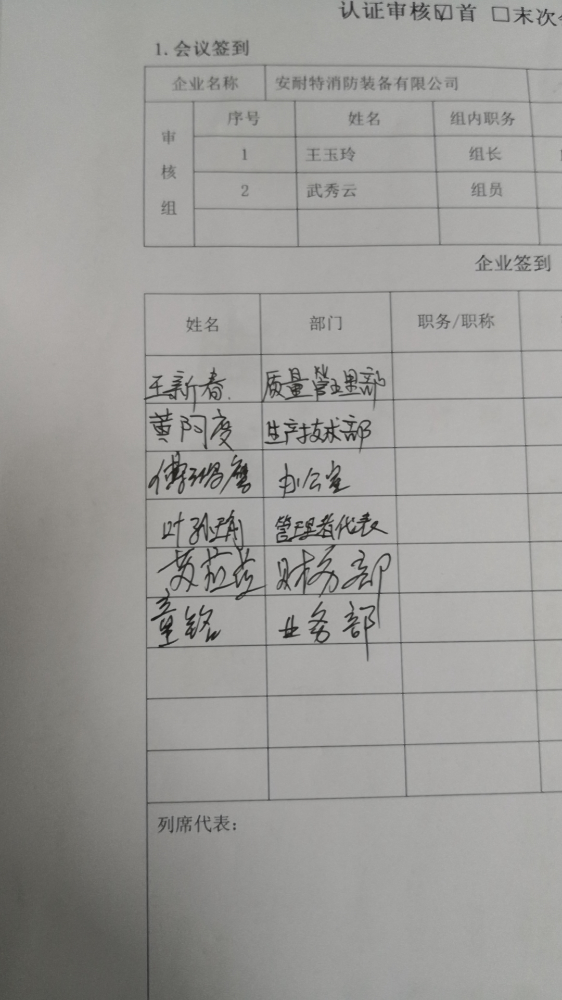 认证审核☑首 □末次
1.会议签到
企业名称 安耐特消防装备有限公司
审核组 序号 姓名 组内职务
1 王玉玲 组长
2 武秀云 组员
企业签到
姓名 部门 职务/职称
王新春 质量管理部
黄阿度 生产技术部
傅 办公室
叶孙 管理者代表
财务部
童铭 业务部
列席代表：